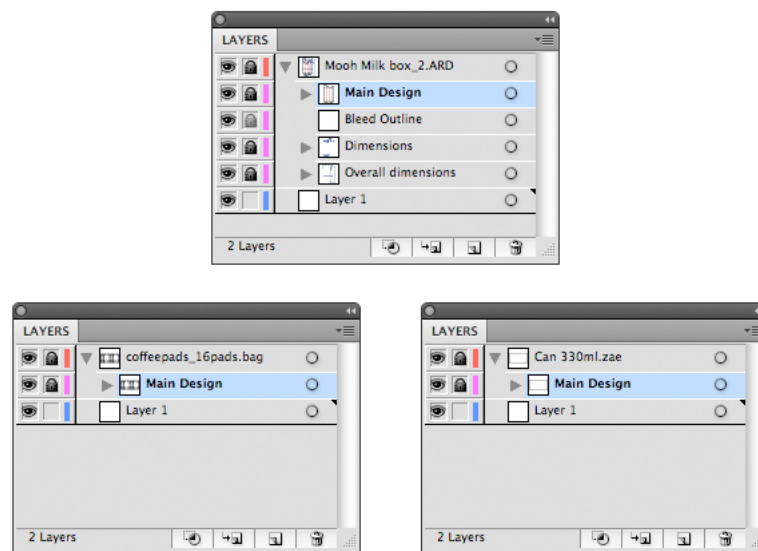 LAYERS
Mooh Milk box_2.ARD
Main Design
Bleed Outline
Dimensions
Overall dimensions
Layer 1
2 Layers
LAYERS
coffeepads_16pads.bag
Main Design
Layer 1
2 Layers
LAYERS
Can 330ml.zae
Main Design
Layer 1
2 Layers